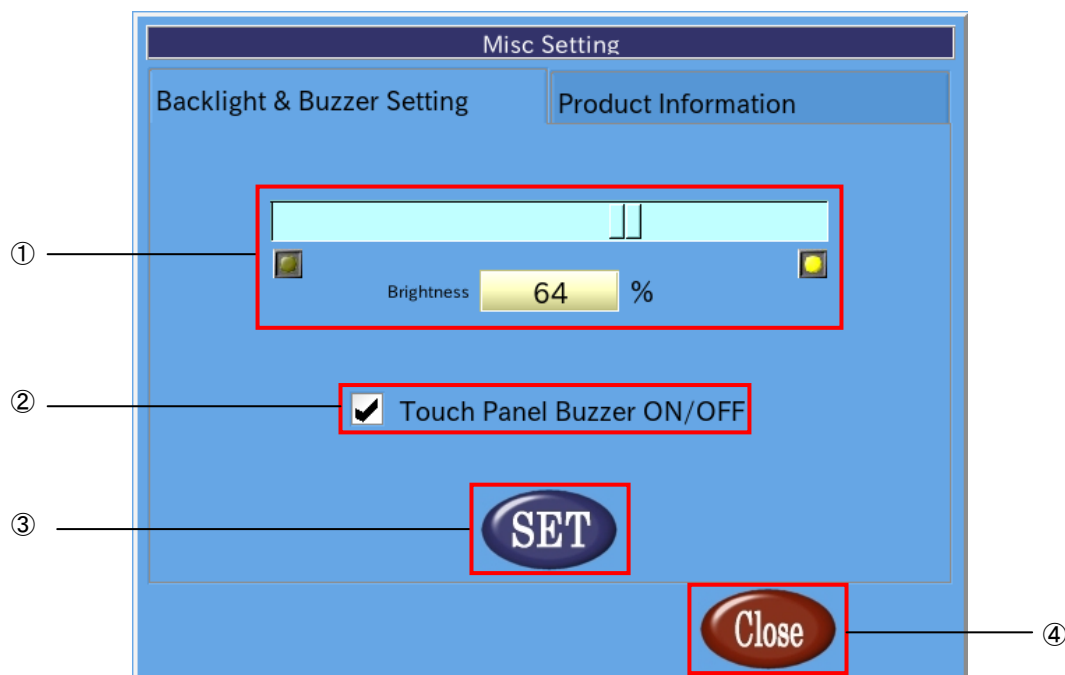 Misc Setting
Backlight & Buzzer Setting
Product Information
①
Brightness 64 %
②
Touch Panel Buzzer ON/OFF
③
SET
Close
④